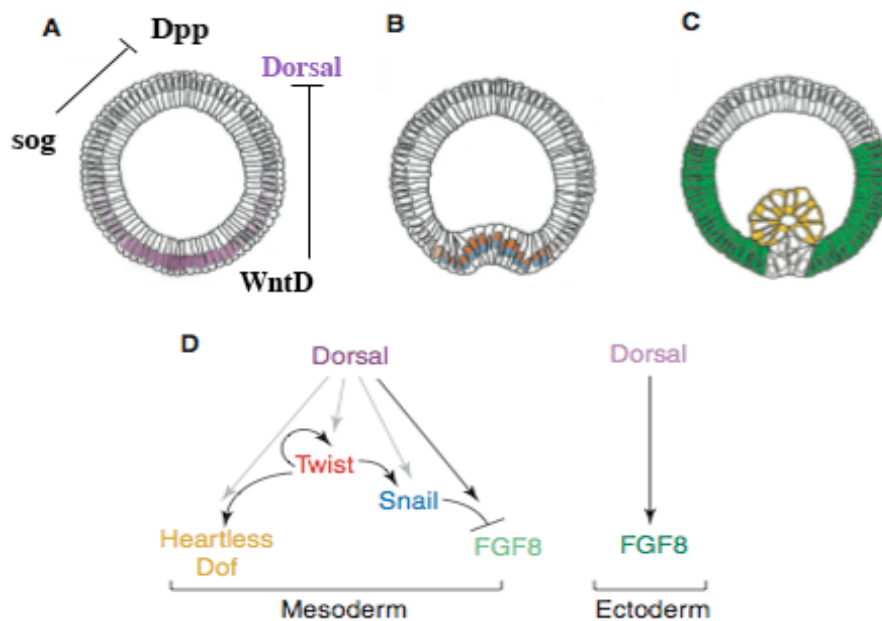 A
Dpp
Dorsal
sog
WntD
B
C
D
Dorsal
Twist
Snail
Heartless
Dof
FGF8
Mesoderm
Dorsal
FGF8
Ectoderm